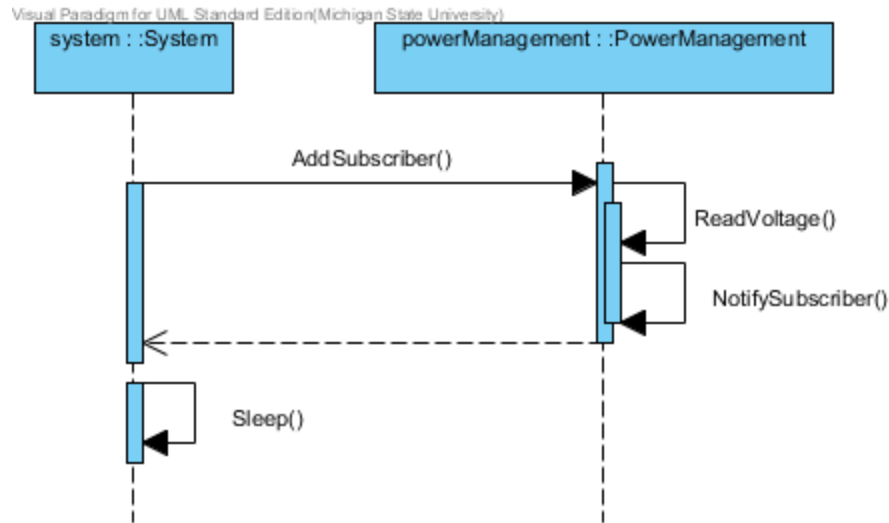 Visual Paradigm for UML Standard Edition(Michigan State University)
system : :System
powerManagement : :PowerManagement
AddSubscriber()
ReadVoltage()
NotifySubscriber()
Sleep()